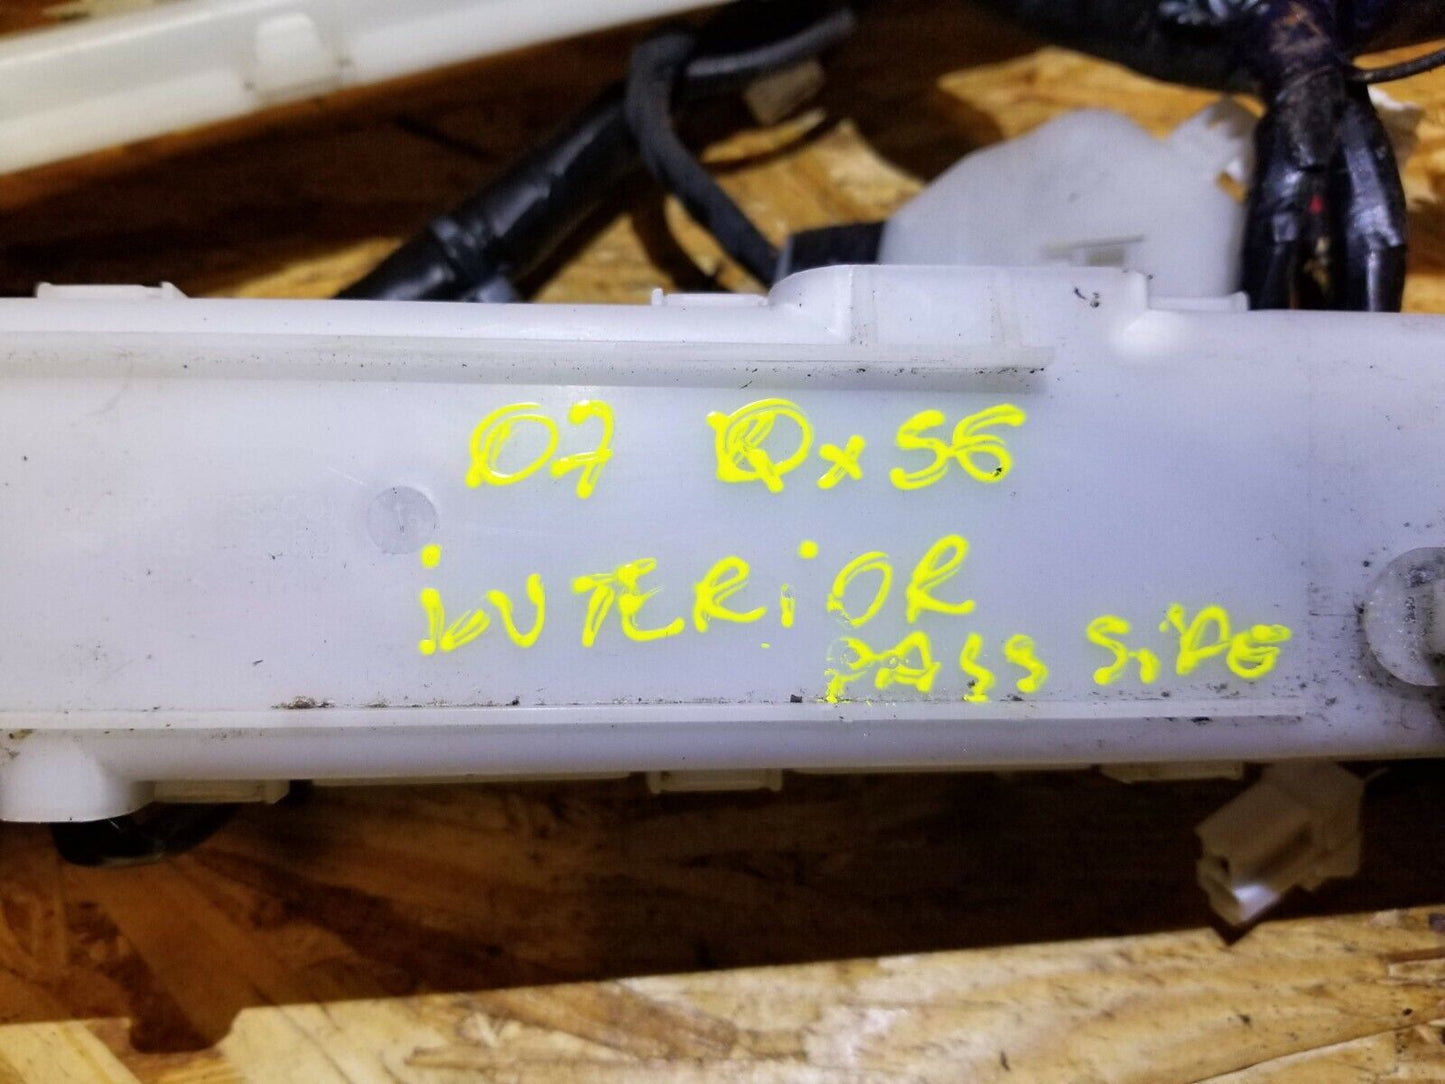 07 Qx56
iNTERiOR
PASS SiDE